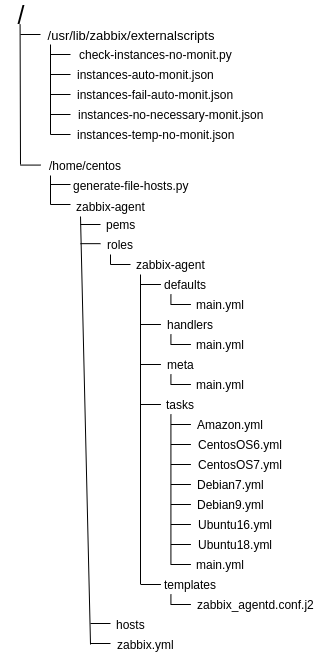 /
/usr/lib/zabbix/externalscripts
check-instances-no-monit.py
instances-auto-monit.json
instances-fail-auto-monit.json
instances-no-necessary-monit.json
instances-temp-no-monit.json
/home/centos
generate-file-hosts.py
zabbix-agent
pems
roles
zabbix-agent
defaults
main.yml
handlers
main.yml
meta
main.yml
tasks
Amazon.yml
CentosOS6.yml
CentosOS7.yml
Debian7.yml
Debian9.yml
Ubuntu16.yml
Ubuntu18.yml
main.yml
templates
zabbix_agentd.conf.j2
hosts
zabbix.yml